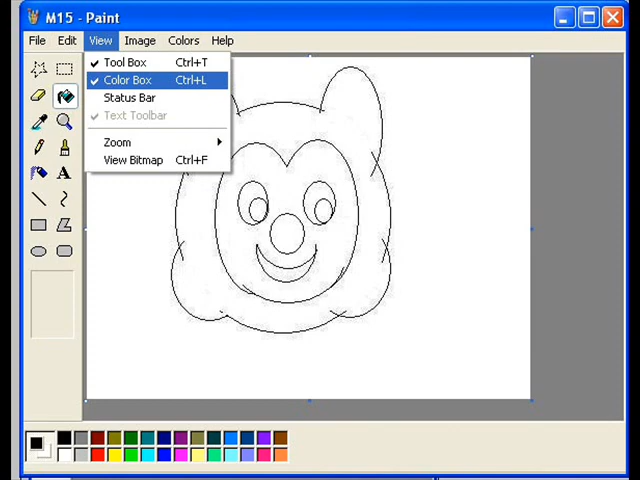 M15 - Paint
File Edit View Image Colors Help
Tool Box Ctrl+T
Color Box Ctrl+L
Status Bar
Text Toolbar
Zoom
View Bitmap Ctrl+F
A